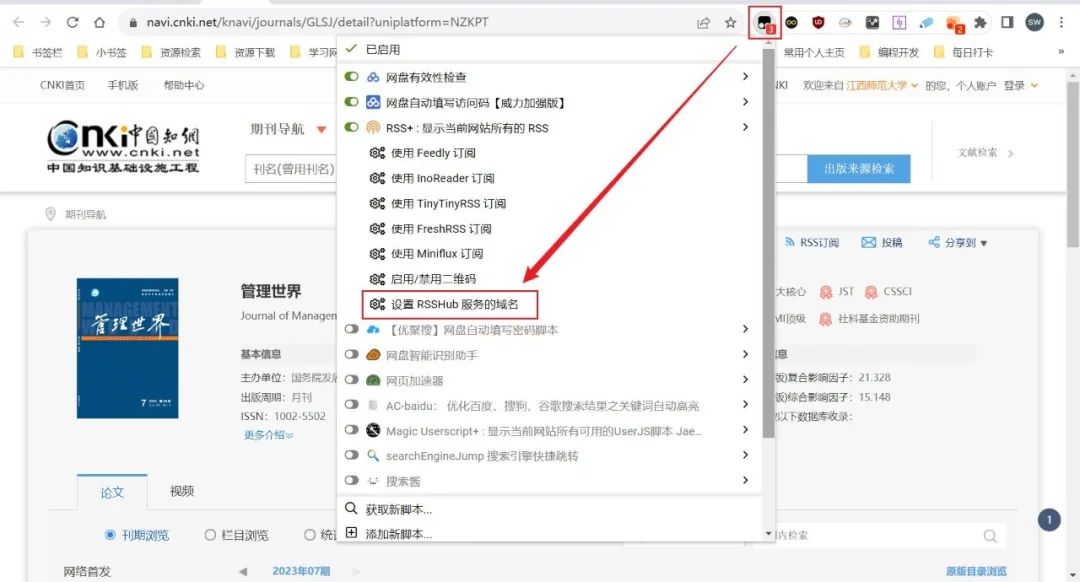 navi.cnki.net/knavi/journals/GLSJ/detail?uniplatform=NZKPT
3
2
SW
书签栏
小书签
资源检索
资源下载
学习网
常用个人主页
编程开发
每日打卡
»
已启用
网盘有效性检查
网盘自动填写访问码【威力加强版】
RSS+ : 显示当前网站所有的 RSS
使用 Feedly 订阅
使用 InoReader 订阅
使用 TinyTinyRSS 订阅
使用 FreshRSS 订阅
使用 Miniflux 订阅
启用/禁用二维码
设置 RSSHub 服务的域名
【优聚搜】网盘自动填写密码脚本
网盘智能识别助手
网页加速器
AC-baidu： 优化百度、搜狗、谷歌搜索结果之关键词自动高亮
Magic Userscript+ : 显示当前网站所有可用的UserJS脚本 Jae...
searchEngineJump 搜索引擎快捷跳转
搜索酱
获取新脚本...
添加新脚本...
CNKI首页
手机版
帮助中心
NKI
欢迎来自 江西师范大学 的您，个人账户 登录
cnki中国知网
www.cnki.net
中国知识基础设施工程
期刊导航
刊名(曾用刊名)
出版来源检索
文献检索
期刊导航
RSS订阅
投稿
分享到
管理世界
MANAGEMENT
7
管理世界
Journal of Managen
大核心
JST
CSSCI
MI顶级
社科基金资助期刊
基本信息
主办单位：国务院发展
出版周期：月刊
ISSN：1002-5502
更多介绍
息
版)复合影响因子：21.328
版)综合影响因子：15.148
以下数据库收录：
论文
视频
刊期浏览
栏目浏览
统计
内检索
网络首发
2023年07期
原版目录浏览
1